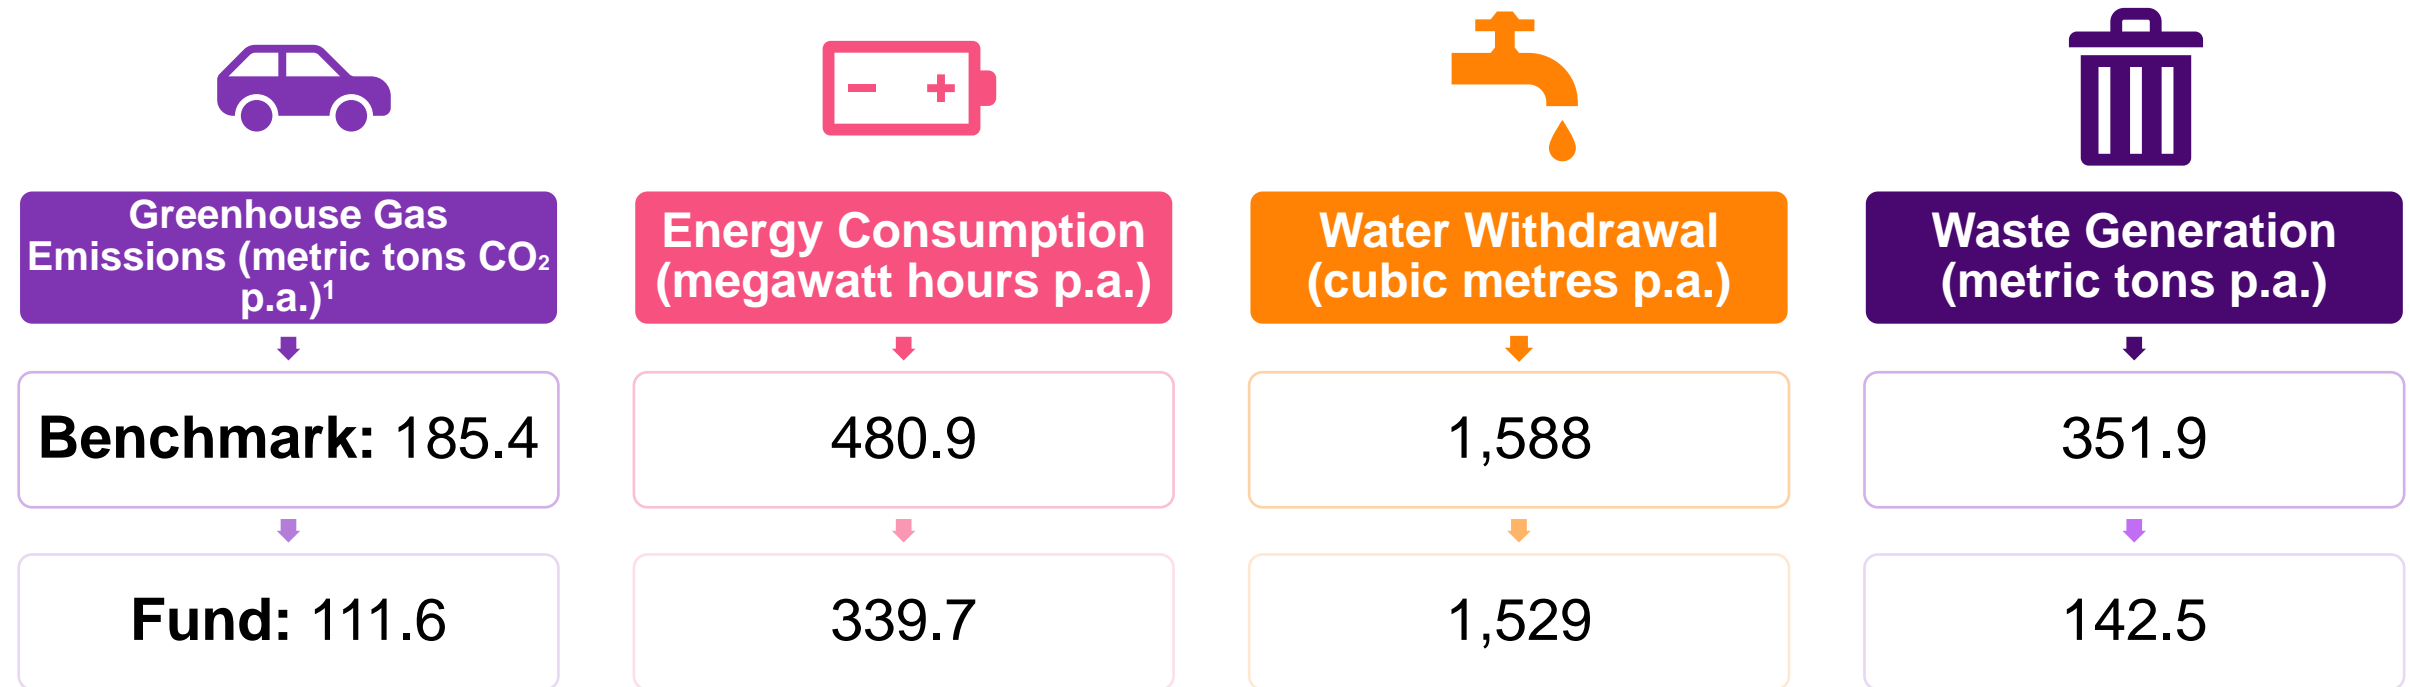 Greenhouse Gas
Emissions (metric tons CO₂
p.a.)¹
Energy Consumption
(megawatt hours p.a.)
Water Withdrawal
(cubic metres p.a.)
Waste Generation
(metric tons p.a.)
Benchmark: 185.4
480.9
1,588
351.9
Fund: 111.6
339.7
1,529
142.5